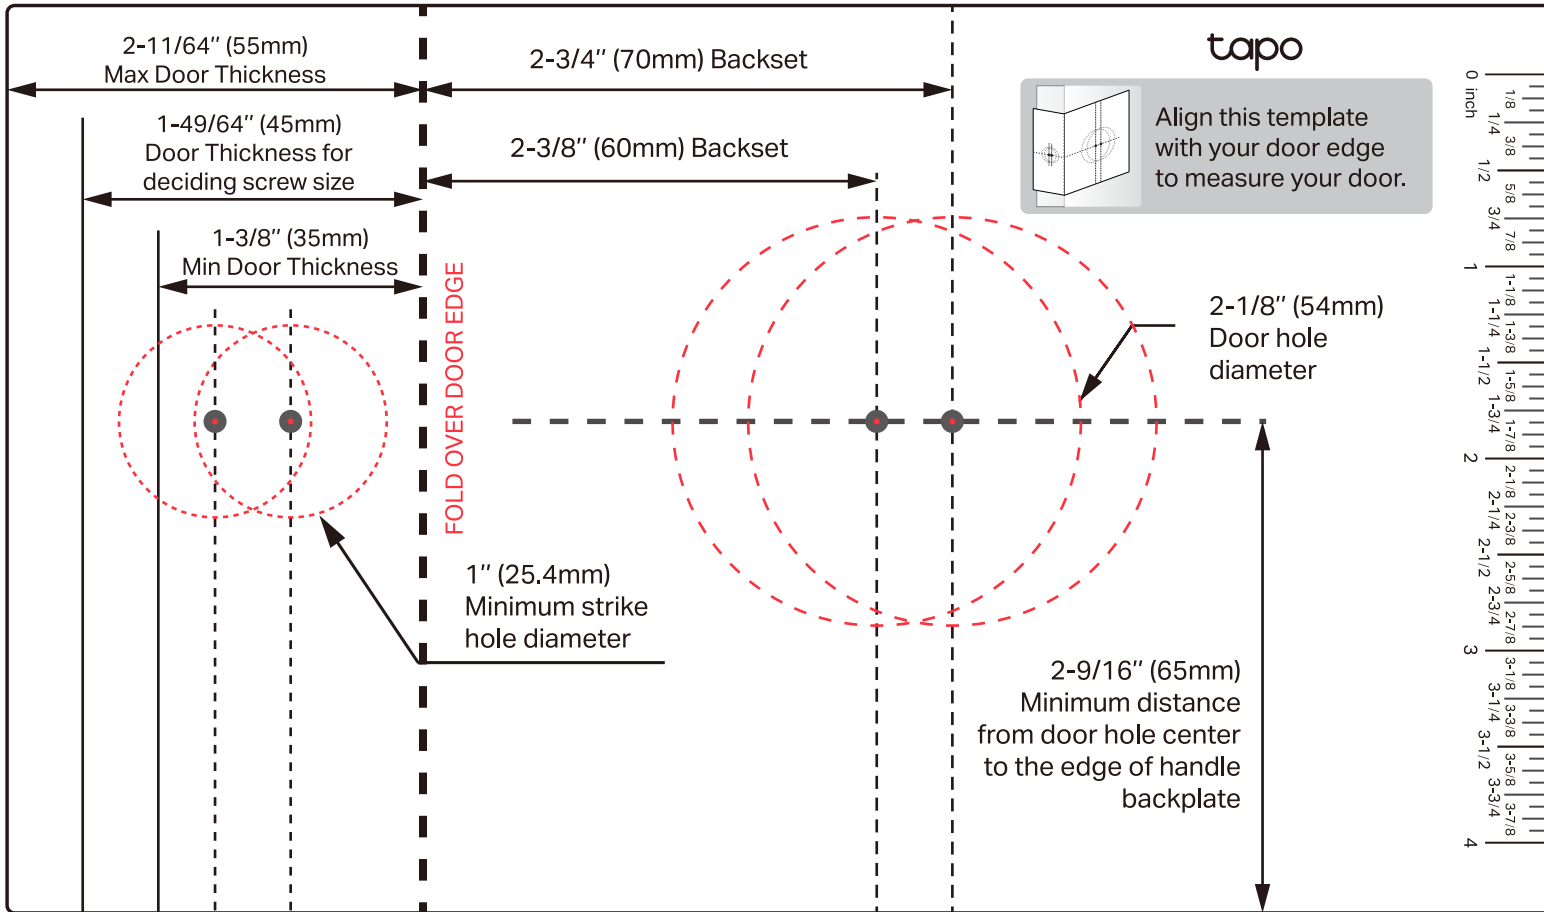 2-11/64" (55mm)
Max Door Thickness
1-49/64" (45mm)
Door Thickness for
deciding screw size
1-3/8" (35mm)
Min Door Thickness
FOLD OVER DOOR EDGE
2-3/4" (70mm) Backset
2-3/8" (60mm) Backset
tapo
Align this template
with your door edge
to measure your door.
2-1/8" (54mm)
Door hole
diameter
1" (25.4mm)
Minimum strike
hole diameter
2-9/16" (65mm)
Minimum distance
from door hole center
to the edge of handle
backplate
0 inch
1/8
1/4
3/8
1/2
5/8
3/4
7/8
1
1-1/8
1-1/4
1-3/8
1-1/2
1-5/8
1-3/4
1-7/8
2
2-1/8
2-1/4
2-3/8
2-1/2
2-5/8
2-3/4
2-7/8
3
3-1/8
3-1/4
3-3/8
3-1/2
3-5/8
3-3/4
3-7/8
4